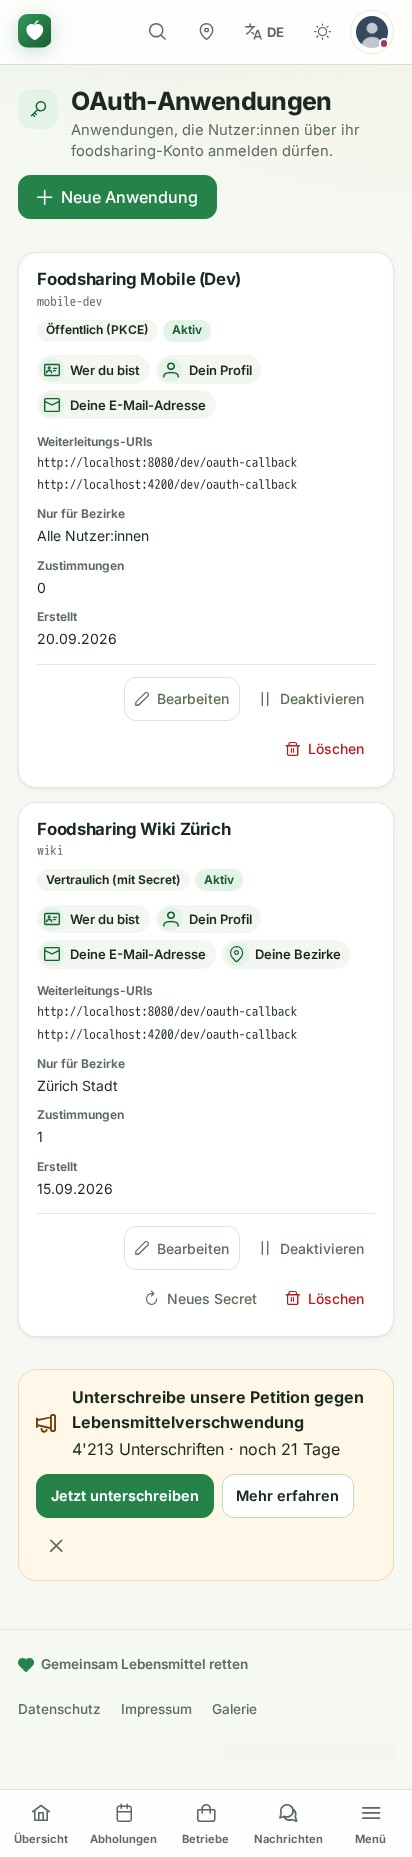 DE
OAuth-Anwendungen
Anwendungen, die Nutzer:innen über ihr
foodsharing-Konto anmelden dürfen.
Neue Anwendung
Foodsharing Mobile (Dev)
mobile-dev
Öffentlich (PKCE) Aktiv
Wer du bist Dein Profil
Deine E-Mail-Adresse
Weiterleitungs-URIs
http://localhost:8080/dev/oauth-callback
http://localhost:4200/dev/oauth-callback
Nur für Bezirke
Alle Nutzer:innen
Zustimmungen
0
Erstellt
20.09.2026
Bearbeiten Deaktivieren
Löschen
Foodsharing Wiki Zürich
wiki
Vertraulich (mit Secret) Aktiv
Wer du bist Dein Profil
Deine E-Mail-Adresse Deine Bezirke
Weiterleitungs-URIs
http://localhost:8080/dev/oauth-callback
http://localhost:4200/dev/oauth-callback
Nur für Bezirke
Zürich Stadt
Zustimmungen
1
Erstellt
15.09.2026
Bearbeiten Deaktivieren
Neues Secret Löschen
Unterschreibe unsere Petition gegen
Lebensmittelverschwendung
4'213 Unterschriften · noch 21 Tage
Jetzt unterschreiben Mehr erfahren
Gemeinsam Lebensmittel retten
Datenschutz Impressum Galerie
Übersicht Abholungen Betriebe Nachrichten Menü